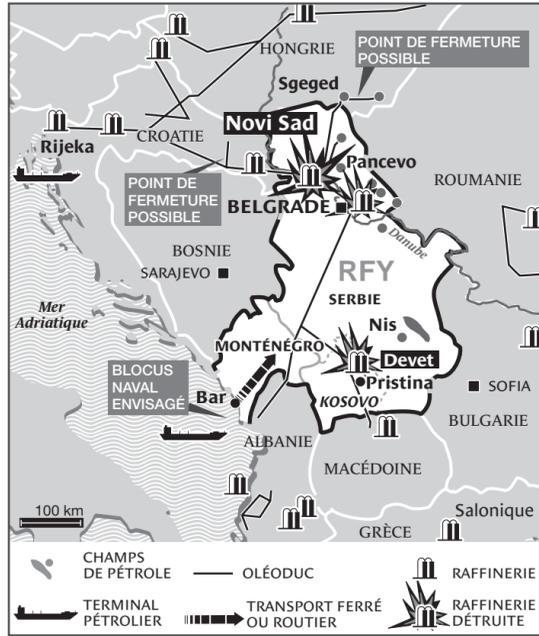 HONGRIE
POINT DE FERMETURE
POSSIBLE
Sgeged
Novi Sad
CROATIE
Rijeka
Pancevo
POINT DE
FERMETURE
POSSIBLE
ROUMANIE
BELGRADE
Danube
BOSNIE
SARAJEVO
RFY
SERBIE
Mer
Adriatique
Nis
MONTÉNÉGRO
Devet
BLOCUS
NAVAL
ENVISAGÉ
Bar
Pristina
SOFIA
KOSOVO
BULGARIE
ALBANIE
MACÉDOINE
100 km
Salonique
GRÈCE
CHAMPS
DE PÉTROLE
OLÉODUC
RAFFINERIE
TERMINAL
PÉTROLIER
TRANSPORT FERRÉ
OU ROUTIER
RAFFINERIE
DÉTRUITE